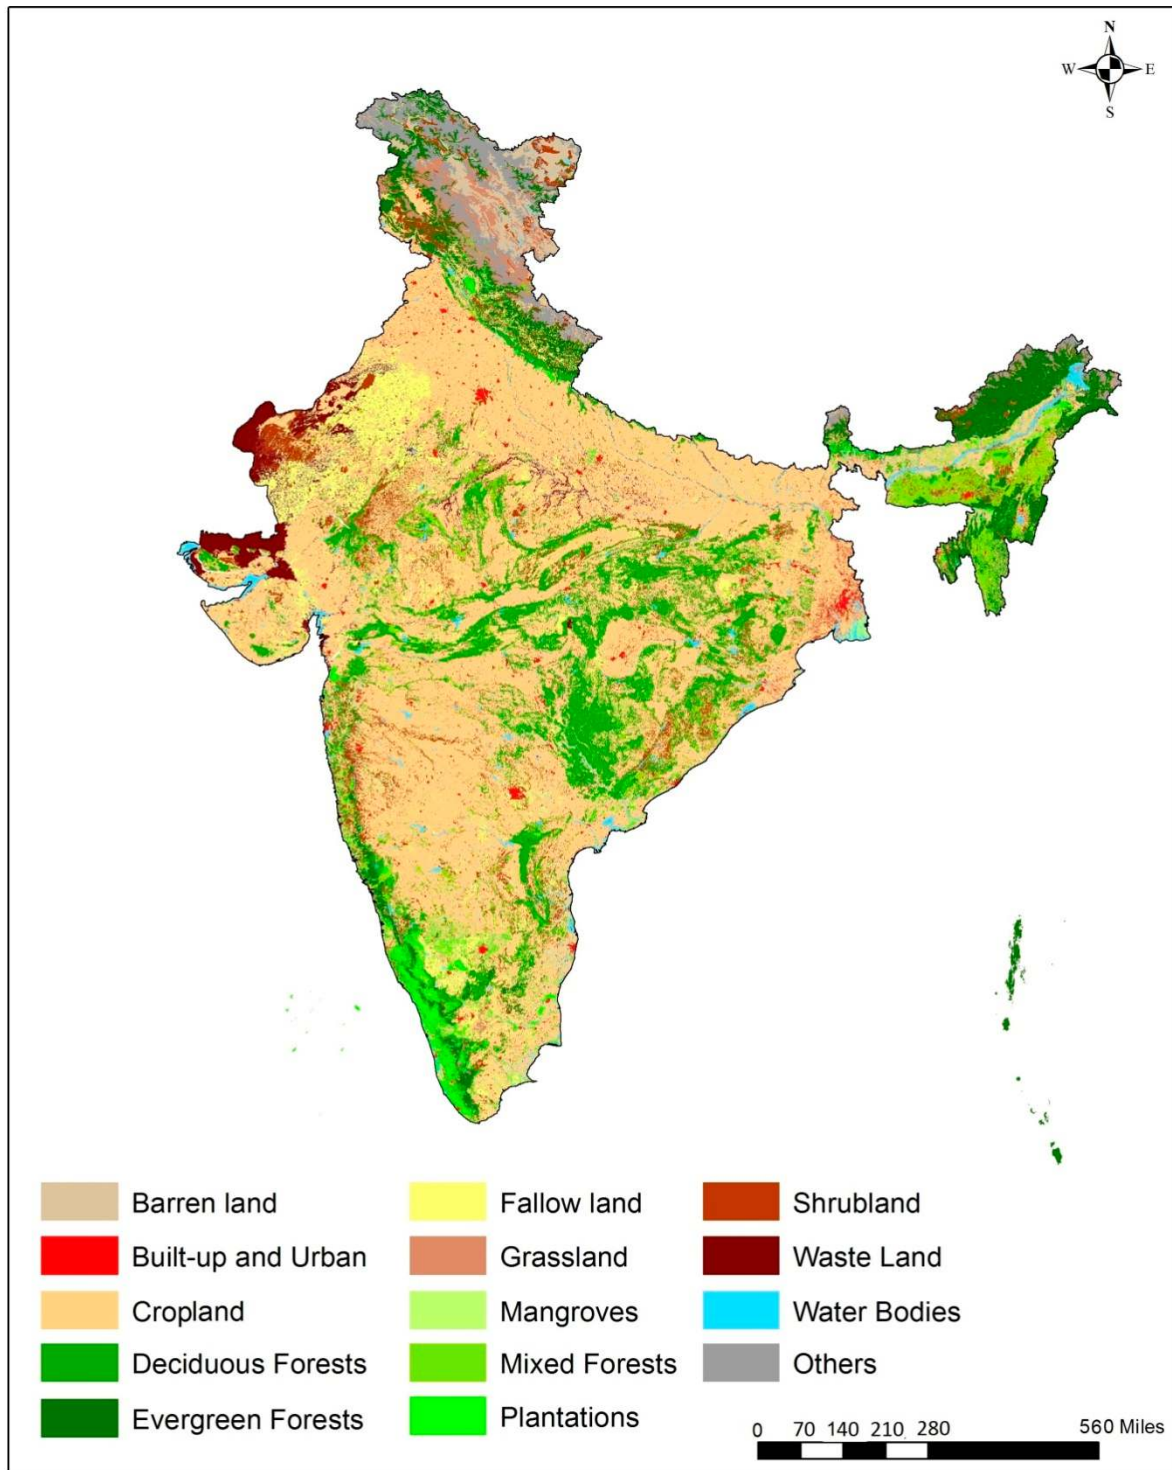 N
W E
S
Barren land
Built-up and Urban
Cropland
Deciduous Forests
Evergreen Forests
Fallow land
Grassland
Mangroves
Mixed Forests
Plantations
Shrubland
Waste Land
Water Bodies
Others
0 70 140 210 280 560 Miles